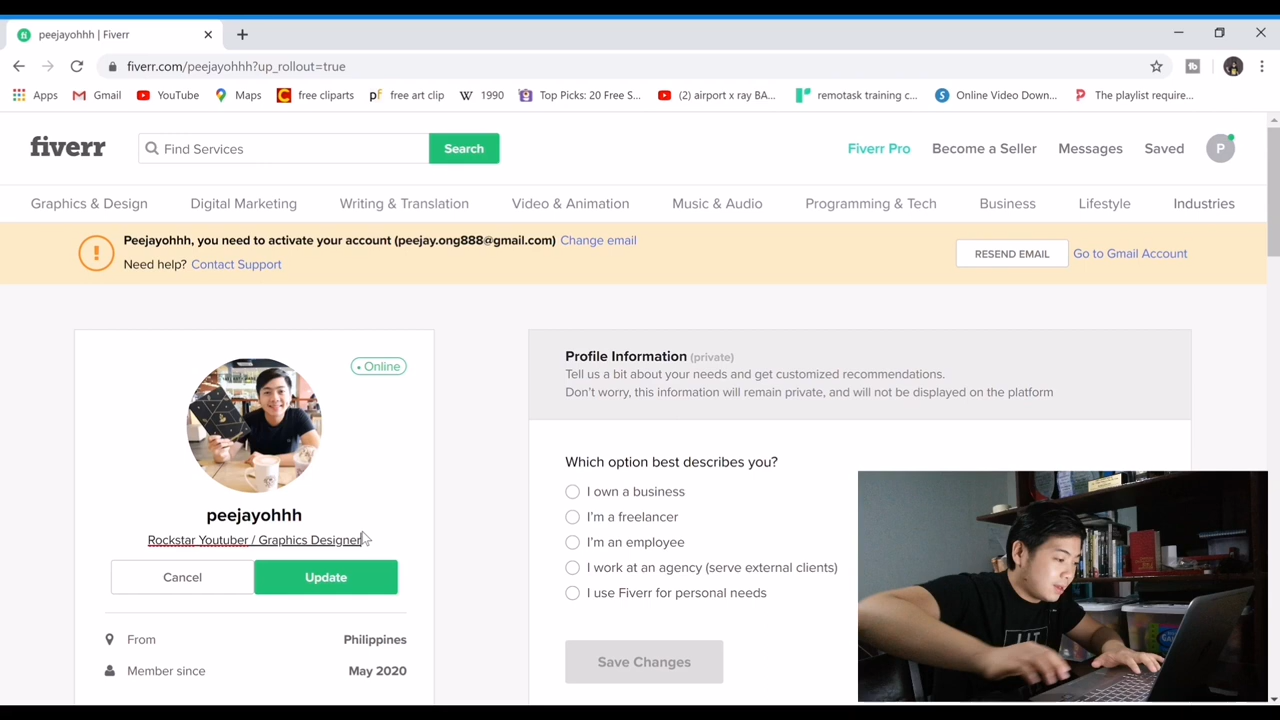 peejayohhh | Fiverr
fiverr.com/peejayohhh?up_rollout=true
Apps Gmail YouTube Maps free cliparts free art clip 1990 Top Picks: 20 Free S... (2) airport x ray BA... remotask training c... Online Video Down... The playlist require...
fiverr Find Services Search Fiverr Pro Become a Seller Messages Saved P
Graphics & Design Digital Marketing Writing & Translation Video & Animation Music & Audio Programming & Tech Business Lifestyle Industries
Peejayohhh, you need to activate your account (peejay.ong888@gmail.com) Change email
Need help? Contact Support
RESEND EMAIL Go to Gmail Account
• Online
peejayohhh
Rockstar Youtuber / Graphics Designer
Cancel Update
From Philippines
Member since May 2020
Profile Information (private)
Tell us a bit about your needs and get customized recommendations.
Don't worry, this information will remain private, and will not be displayed on the platform
Which option best describes you?
I own a business
I'm a freelancer
I'm an employee
I work at an agency (serve external clients)
I use Fiverr for personal needs
Save Changes